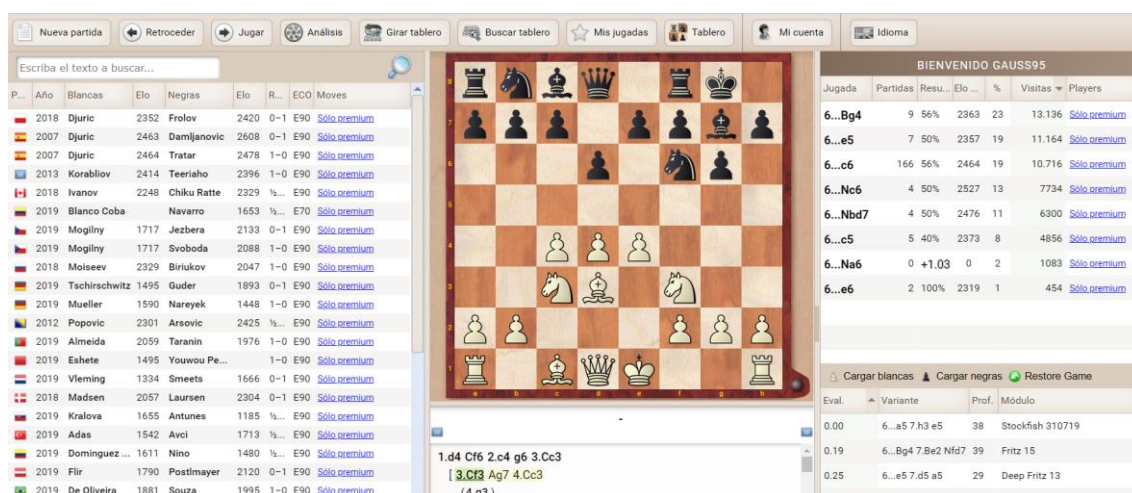 Nueva partida Retroceder Jugar Análisis Girar tablero Buscar tablero Mis jugadas Tablero Mi cuenta Idioma
Escriba el texto a buscar...
P... Año Blancas Elo Negras Elo R... ECO Moves
2018 Djuric 2352 Frolov 2420 0-1 E90 Sólo premium
2007 Djuric 2463 Damljanovic 2608 0-1 E90 Sólo premium
2007 Djuric 2464 Tratar 2478 1-0 E90 Sólo premium
2013 Korabliov 2414 Teeriaho 2396 1-0 E90 Sólo premium
2018 Ivanov 2248 Chiku Ratte 2329 ½... E90 Sólo premium
2019 Blanco Coba Navarro 1653 ½... E70 Sólo premium
2019 Mogilny 1717 Jezbera 2133 0-1 E90 Sólo premium
2019 Mogilny 1717 Svoboda 2088 1-0 E90 Sólo premium
2018 Moiseev 2329 Biriukov 2047 1-0 E90 Sólo premium
2019 Tschirschwitz 1495 Guder 1893 0-1 E90 Sólo premium
2019 Mueller 1590 Nareyek 1448 1-0 E90 Sólo premium
2012 Popovic 2301 Arsovic 2425 ½... E90 Sólo premium
2019 Almeida 2059 Taranin 1976 1-0 E90 Sólo premium
2019 Eshete 1495 Youwou Pe... 1-0 E90 Sólo premium
2019 Vleming 1334 Smeets 1666 0-1 E90 Sólo premium
2018 Madsen 2057 Laursen 2304 0-1 E90 Sólo premium
2019 Kralova 1655 Antunes 1185 ½... E90 Sólo premium
2019 Adas 1542 Avci 1713 ½... E90 Sólo premium
2019 Dominguez ... 1611 Nino 1480 ½... E90 Sólo premium
2019 Flir 1790 Postlmayer 2120 0-1 E90 Sólo premium
2019 De Oliveira 1881 Souza 1995 1-0 E90 Sólo premium
8
7
6
5
4
3
2
1
a b c d e f g h
-
1.d4 Cf6 2.c4 g6 3.Cc3
[ 3.Cf3 Ag7 4.Cc3
(4.g3 )
BIENVENIDO GAUSS95
Jugada Partidas Resu... Elo ... % Visitas Players
6...Bg4 9 56% 2363 23 13.136 Sólo premium
6...e5 7 50% 2357 19 11.164 Sólo premium
6...c6 166 56% 2464 19 10.716 Sólo premium
6...Nc6 4 50% 2527 13 7734 Sólo premium
6...Nbd7 4 50% 2476 11 6300 Sólo premium
6...c5 5 40% 2373 8 4856 Sólo premium
6...Na6 0 +1.03 0 2 1083 Sólo premium
6...e6 2 100% 2319 1 454 Sólo premium
Cargar blancas Cargar negras Restore Game
Eval. Variante Prof. Módulo
0.00 6...a5 7.h3 e5 38 Stockfish 310719
0.19 6...Bg4 7.Be2 Nfd7 39 Fritz 15
0.25 6...e5 7.d5 a5 29 Deep Fritz 13